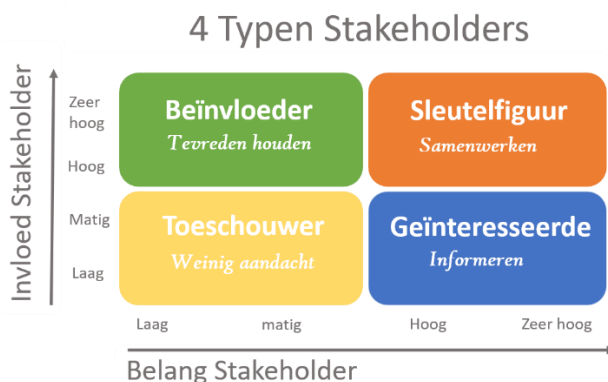 4 Typen Stakeholders
Invloed Stakeholder
Zeer
hoog
Hoog
Matig
Laag
Beïnvloeder
Tevreden houden
Sleutelfiguur
Samenwerken
Toeschouwer
Weinig aandacht
Geïnteresseerde
Informeren
Laag
matig
Hoog
Zeer hoog
Belang Stakeholder